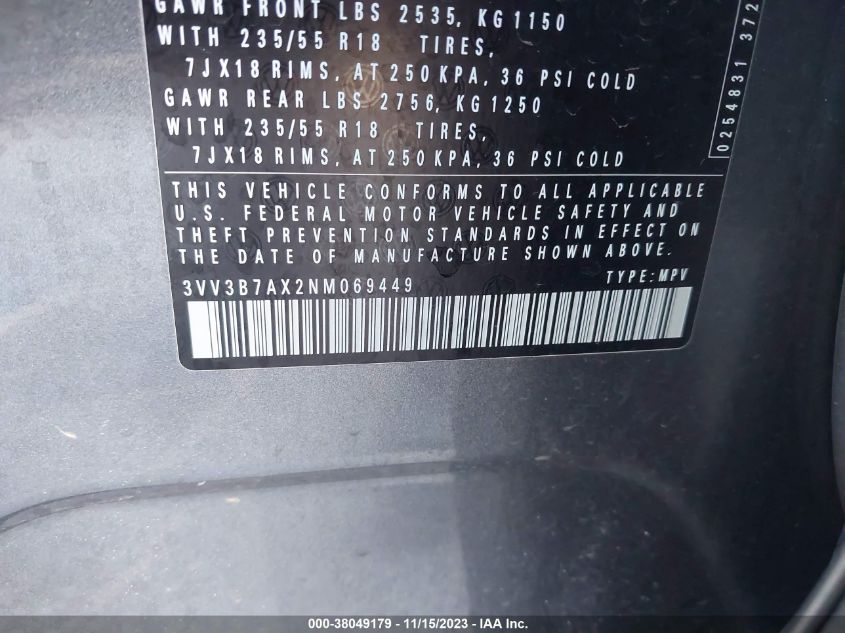 GAWR FRONT LBS 2535, KG 1150
WITH 235/55 R18 TIRES,
7JX18 RIMS, AT 250 KPA, 36 PSI COLD
GAWR REAR LBS 2756, KG 1250
WITH 235/55 R18 TIRES,
7JX18 RIMS, AT 250 KPA, 36 PSI COLD
0254831 372
THIS VEHICLE CONFORMS TO ALL APPLICABLE
U.S. FEDERAL MOTOR VEHICLE SAFETY AND
THEFT PREVENTION STANDARDS IN EFFECT ON
THE DATE OF MANUFACTURE SHOWN ABOVE.
3VV3B7AX2NM069449 TYPE:MPV
000-38049179 - 11/15/2023 - IAA Inc.